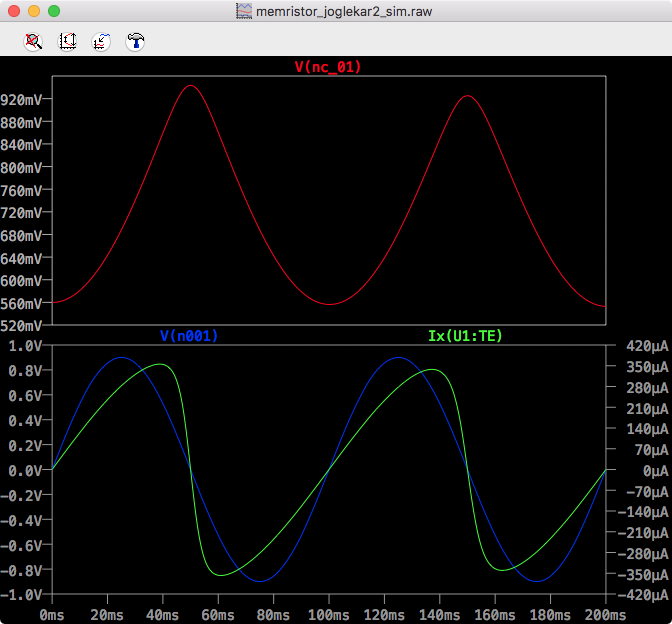 memristor_joglekar2_sim.raw
V(nc_01)
920mV
880mV
840mV
800mV
760mV
720mV
680mV
640mV
600mV
560mV
520mV
V(n001) Ix(U1:TE)
1.0V 420µA
0.8V 350µA
0.6V 280µA
0.4V 210µA
0.2V 140µA
0.0V 70µA
-0.2V 0µA
-0.4V -70µA
-0.6V -140µA
-0.8V -210µA
-1.0V -280µA
-350µA
-420µA
0ms 20ms 40ms 60ms 80ms 100ms 120ms 140ms 160ms 180ms 200ms